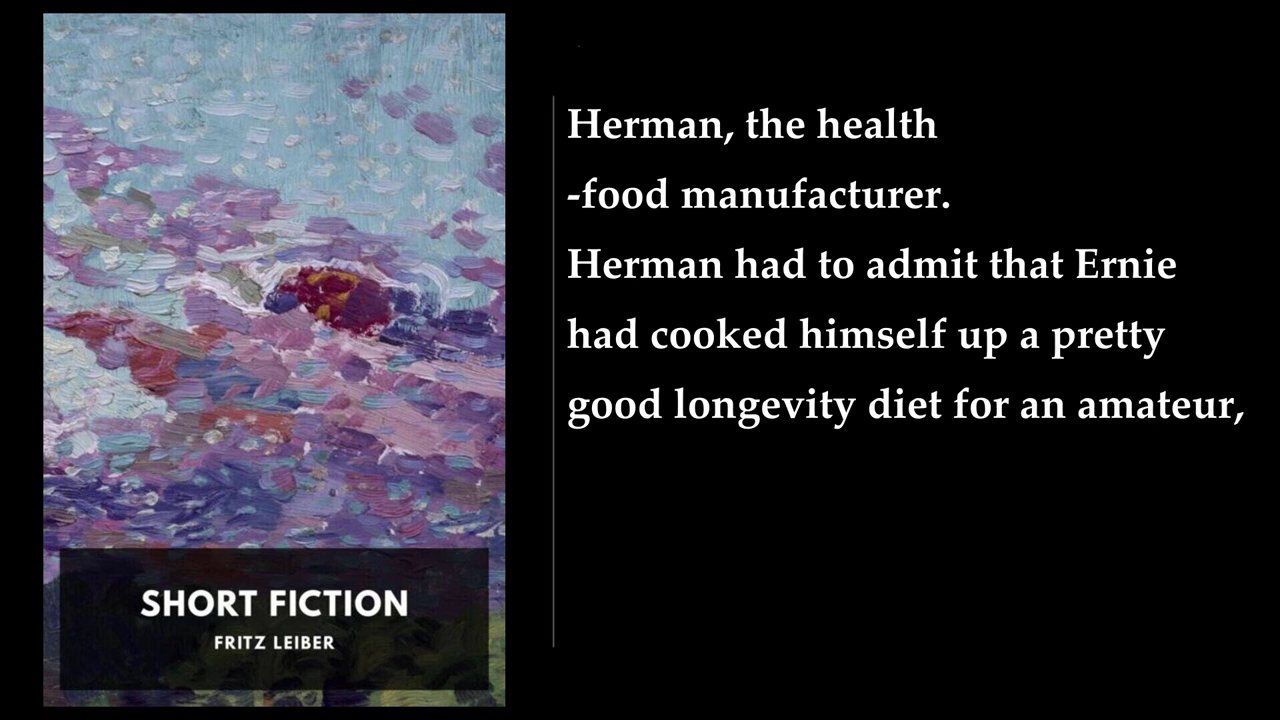 SHORT FICTION
FRITZ LEIBER
Herman, the health
-food manufacturer.
Herman had to admit that Ernie
had cooked himself up a pretty
good longevity diet for an amateur,